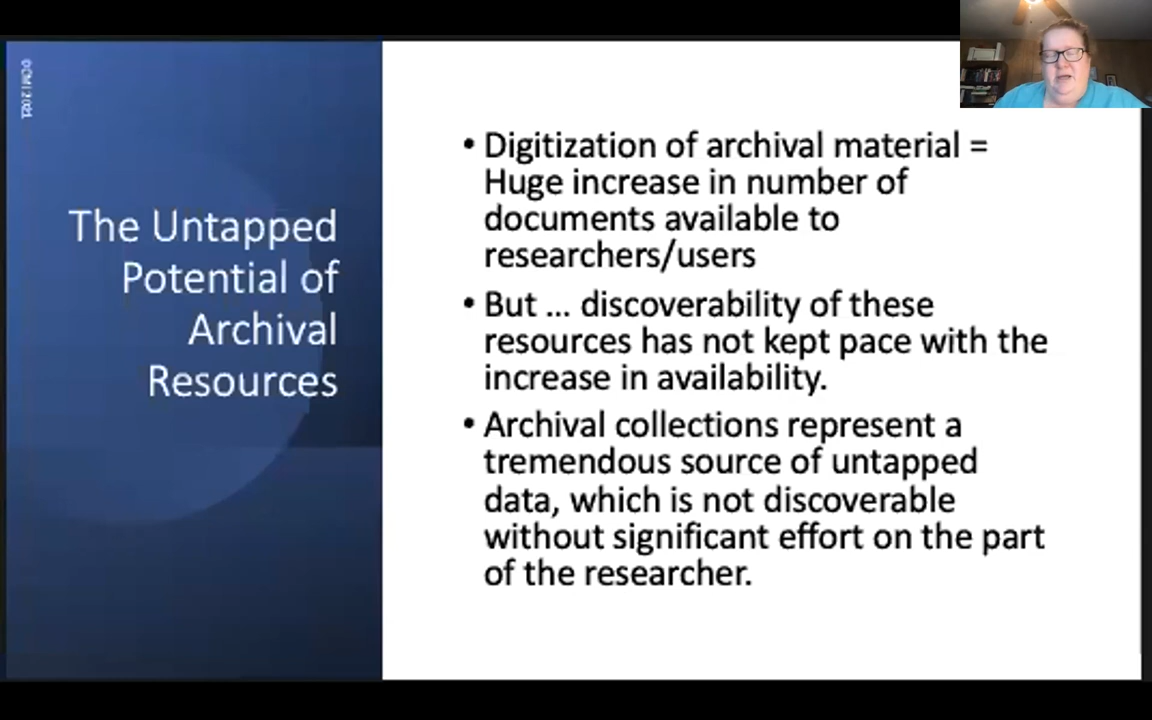 DCMI 2021
The Untapped
Potential of
Archival
Resources
• Digitization of archival material =
Huge increase in number of
documents available to
researchers/users
• But ... discoverability of these
resources has not kept pace with the
increase in availability.
• Archival collections represent a
tremendous source of untapped
data, which is not discoverable
without significant effort on the part
of the researcher.